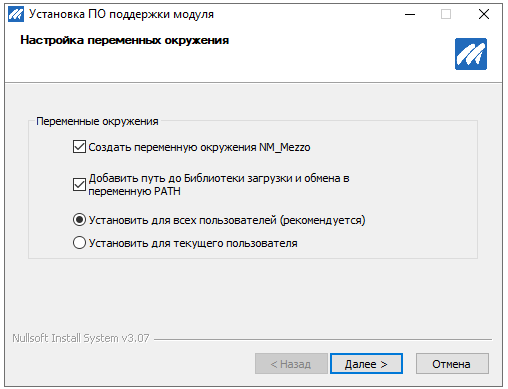 Установка ПО поддержки модуля
Настройка переменных окружения
Переменные окружения
Создать переменную окружения NM_Mezzo
Добавить путь до Библиотеки загрузки и обмена в
переменную PATH
Установить для всех пользователей (рекомендуется)
Установить для текущего пользователя
Nullsoft Install System v3.07
< Назад
Далее >
Отмена